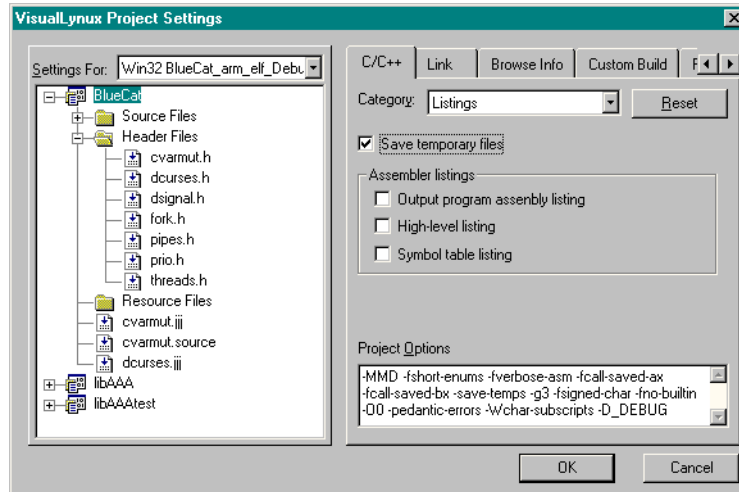 VisualLynux Project Settings
Settings For: Win32 BlueCat_arm_elf_Debu
BlueCat
Source Files
Header Files
cvarmut.h
dcurses.h
dsignal.h
fork.h
pipes.h
prio.h
threads.h
Resource Files
cvarmut.jjj
cvarmut.source
dcurses.jjj
libAAA
libAAAtest
C/C++ Link Browse Info Custom Build
Category: Listings Reset
Save temporary files
Assembler listings
Output program assenbly listing
High-level listing
Symbol table listing
Project Options
-MMD -fshort-enums -fverbose-asm -fcall-saved-ax
-fcall-saved-bx -save-temps -g3 -fsigned-char -fno-builtin
-O0 -pedantic-errors -Wchar-subscripts -D_DEBUG
OK Cancel